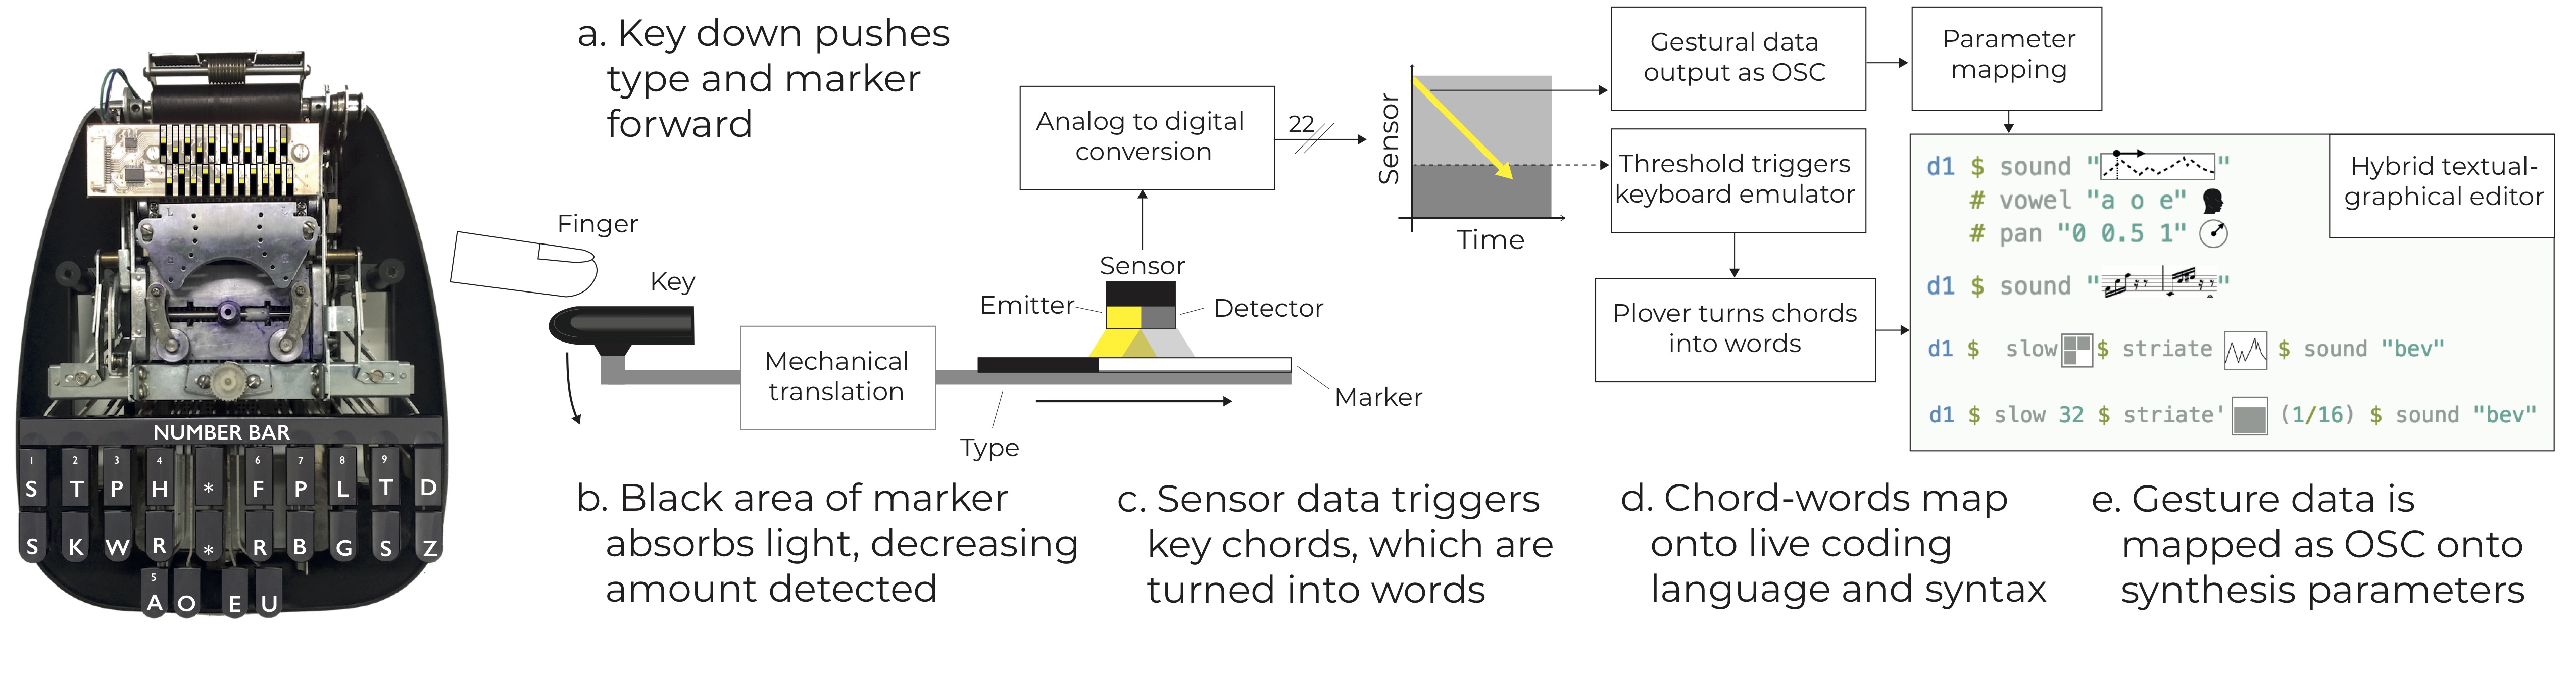 a. Key down pushes
type and marker
forward
Finger
Key
Mechanical
translation
Type
Emitter
Sensor
Detector
Marker
Analog to digital
conversion
22
Sensor
Time
Gestural data
output as OSC
Parameter
mapping
Threshold triggers
keyboard emulator
Plover turns chords
into words
Hybrid textual-
graphical editor
d1 $ sound " "
# vowel "a o e"
# pan "0 0.5 1"
d1 $ sound " "
d1 $ slow $ striate $ sound "bev"
d1 $ slow 32 $ striate' (1/16) $ sound "bev"
NUMBER BAR
1 2 3 4 6 7 8 9
S T P H * F P L T D
S K W R * R B G S Z
5
A O E U
b. Black area of marker
absorbs light, decreasing
amount detected
c. Sensor data triggers
key chords, which are
turned into words
d. Chord-words map
onto live coding
language and syntax
e. Gesture data is
mapped as OSC onto
synthesis parameters